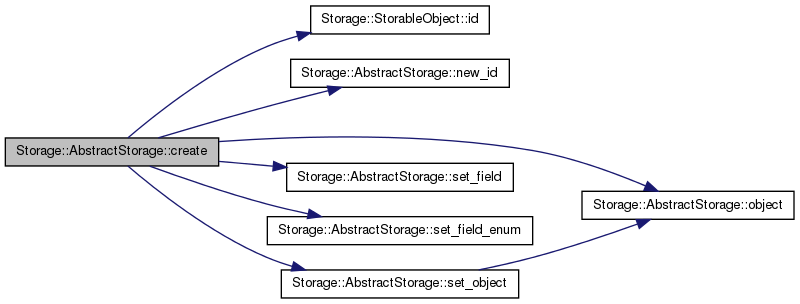 Storage::StorableObject::id
Storage::AbstractStorage::new_id
Storage::AbstractStorage::create
Storage::AbstractStorage::set_field
Storage::AbstractStorage::object
Storage::AbstractStorage::set_field_enum
Storage::AbstractStorage::set_object